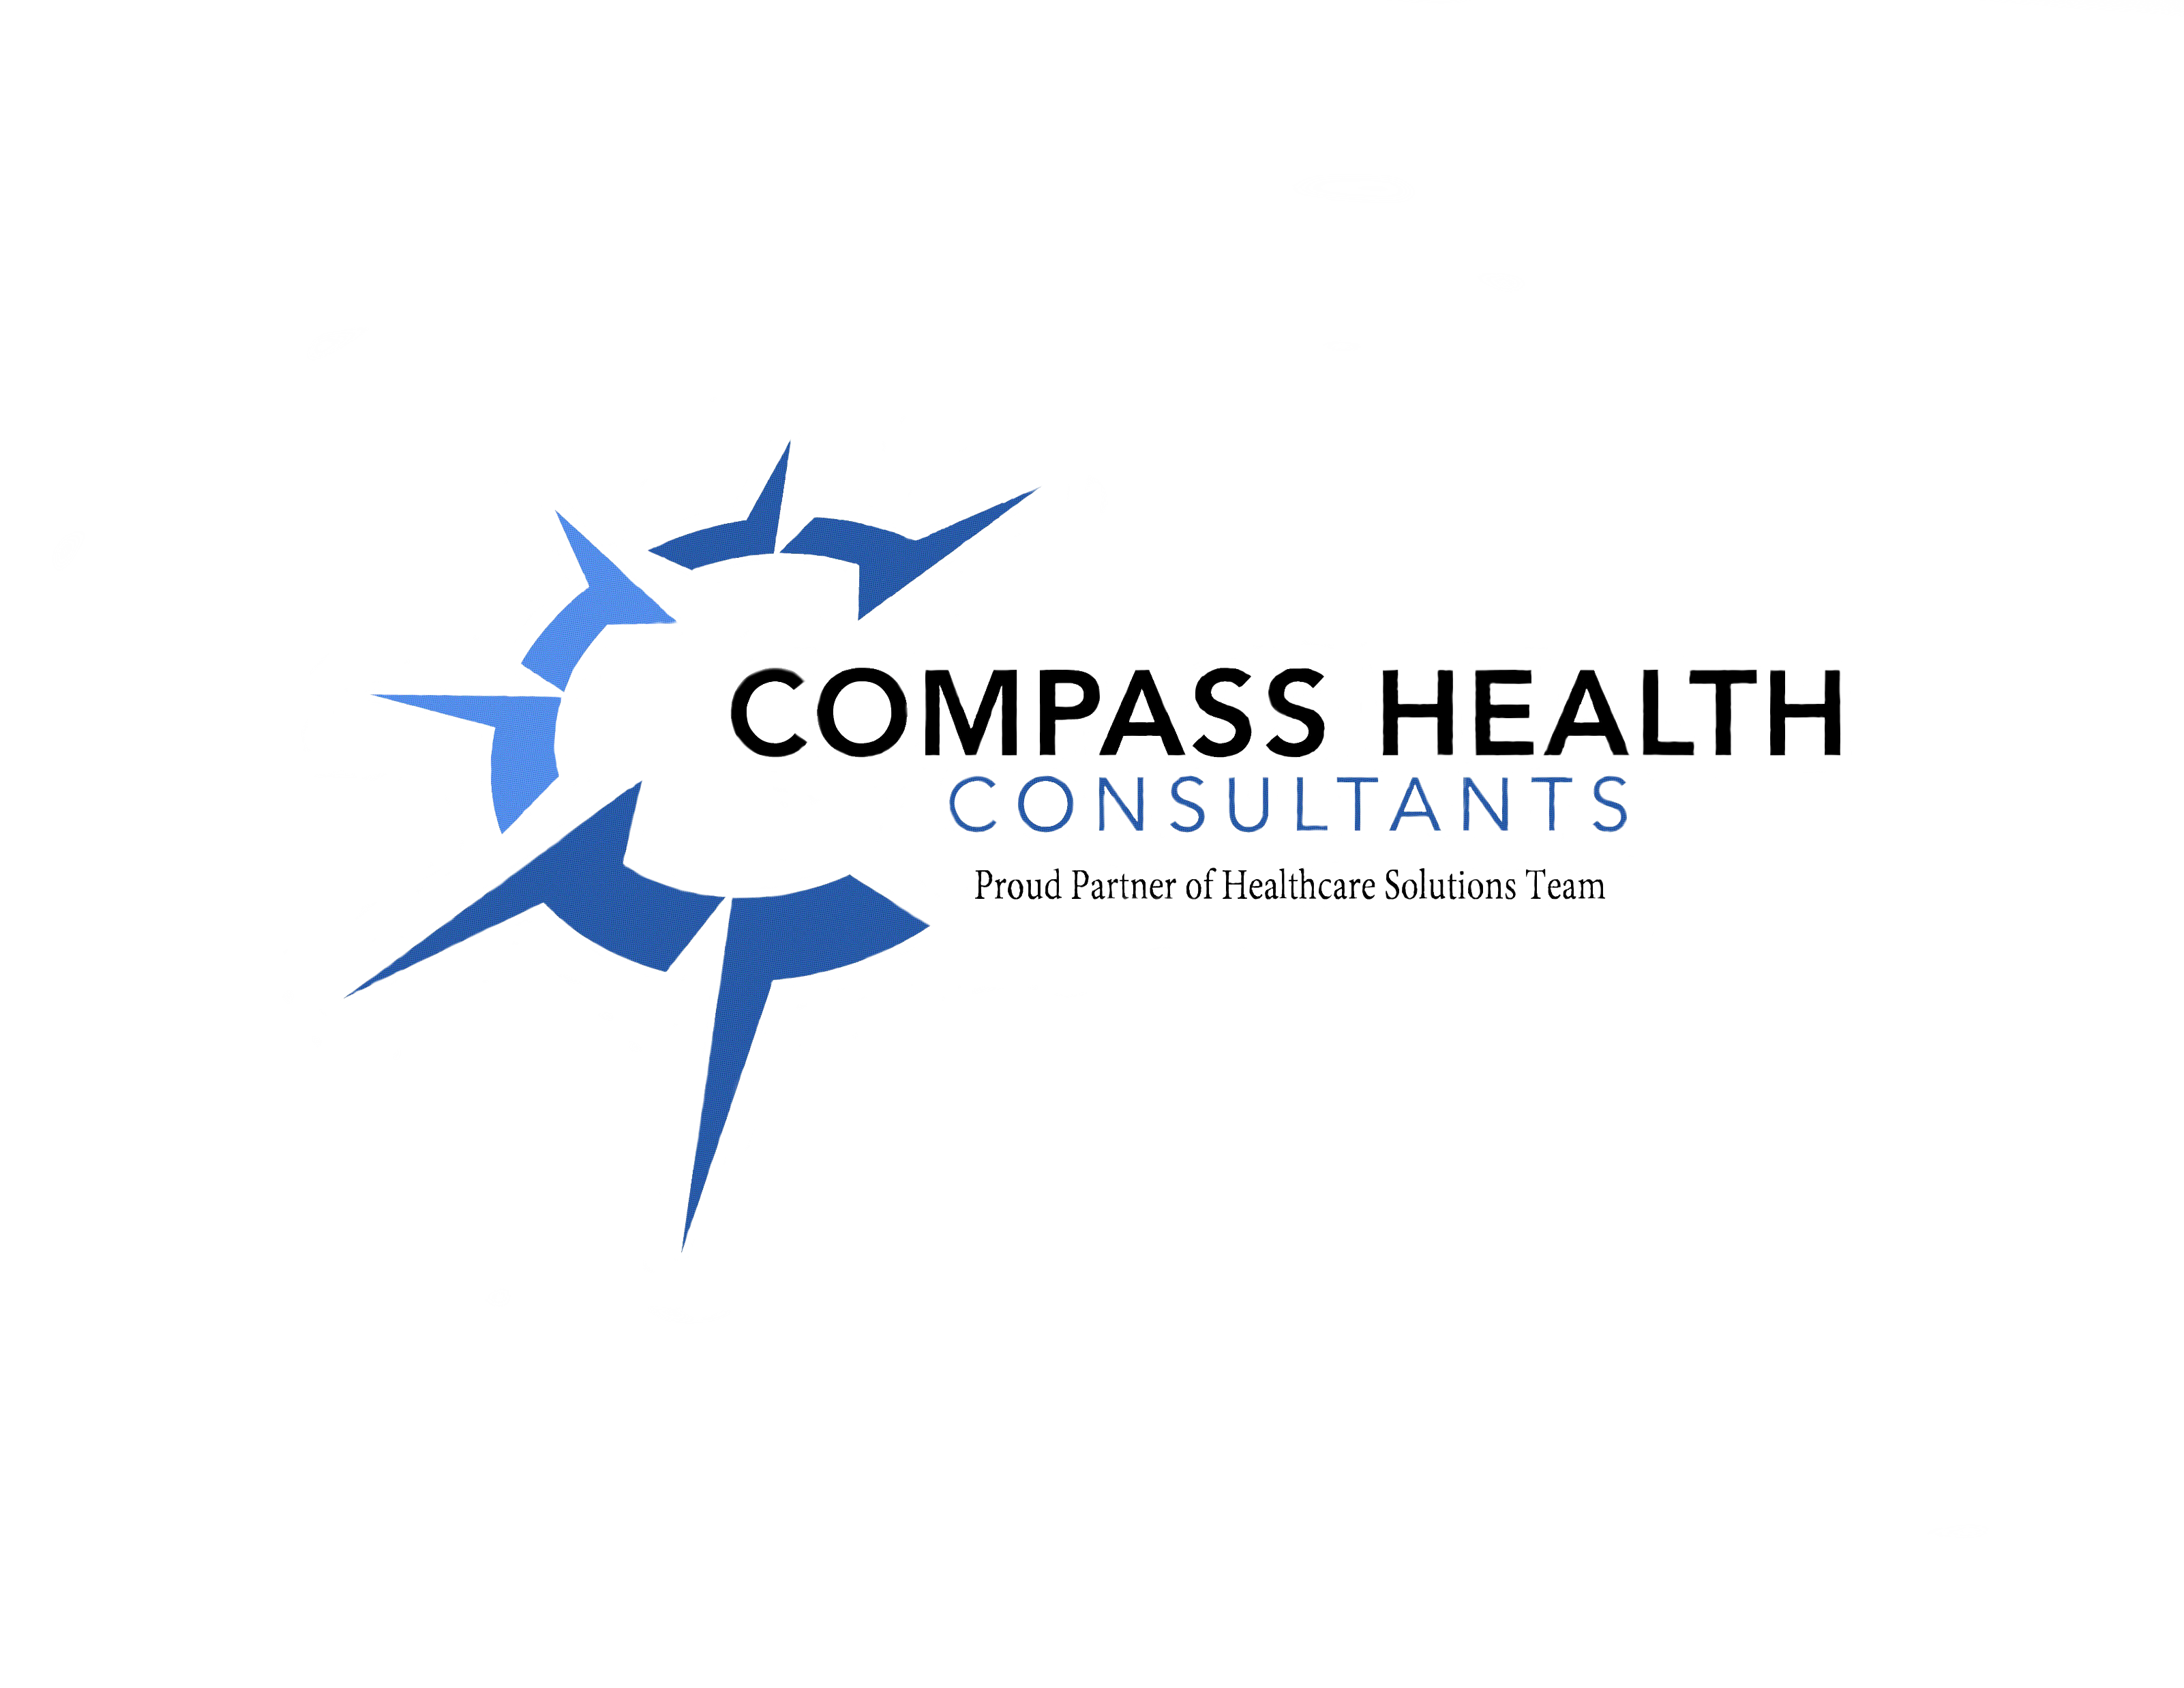 COMPASS HEALTH
CONSULTANTS
Proud Partner of Healthcare Solutions Team